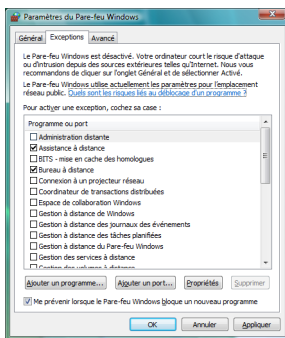 Paramètres du Pare-feu Windows
Général Exceptions Avancé
Le Pare-feu Windows est désactivé. Votre ordinateur court le risque d'attaque
ou d'intrusion depuis des sources extérieures telles qu'Internet. Nous vous
recommandons de cliquer sur l'onglet Général et de sélectionner Activé.
Le Pare-feu Windows utilise actuellement les paramètres pour l'emplacement
réseau public. Quels sont les risques liés au déblocage d'un programme ?
Pour activer une exception, cochez sa case :
Programme ou port
Administration distante
Assistance à distance
BITS - mise en cache des homologues
Bureau à distance
Connexion à un projecteur réseau
Coordinateur de transactions distribuées
Espace de collaboration Windows
Gestion à distance de Windows
Gestion à distance des journaux des événements
Gestion à distance des tâches planifiées
Gestion à distance du Pare-feu Windows
Gestion des services à distance
Gestion des volumes à distance
Ajouter un programme... Ajouter un port... Propriétés Supprimer
Me prévenir lorsque le Pare-feu Windows bloque un nouveau programme
OK Annuler Appliquer